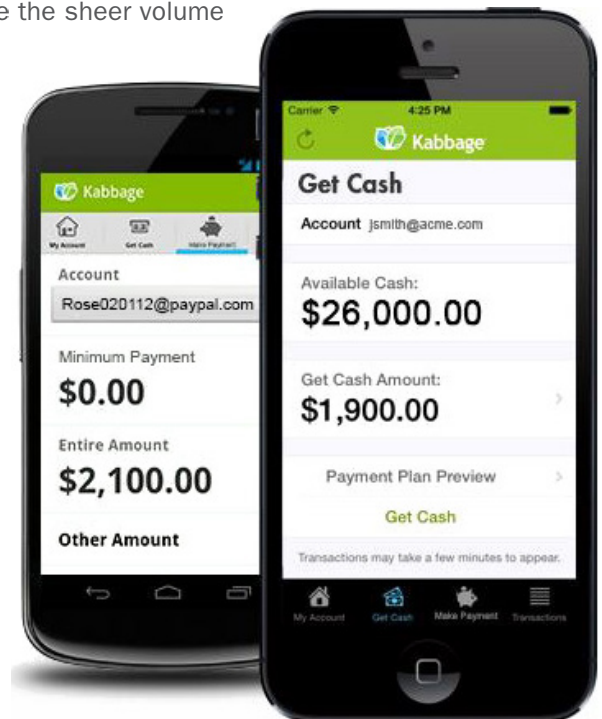 e the sheer volume
Kabbage
My Account Get Cash Make Payment
Account
Rose020112@paypal.com
Minimum Payment
$0.00
Entire Amount
$2,100.00
Other Amount
Carrier 4:25 PM
Kabbage
Get Cash
Account jsmith@acme.com
Available Cash:
$26,000.00
Get Cash Amount:
$1,900.00
Payment Plan Preview
Get Cash
Transactions may take a few minutes to appear.
My Account Get Cash Make Payment Transactions